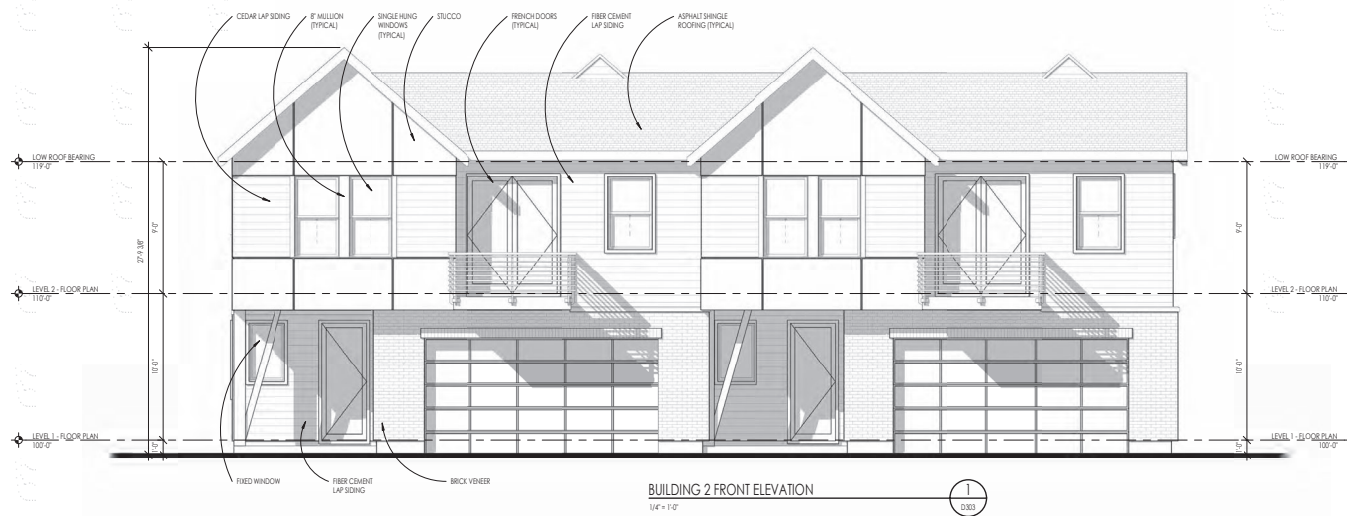 CEDAR LAP SIDING
8" MULLION
(TYPICAL)
SINGLE HUNG
WINDOWS
(TYPICAL)
STUCCO
FRENCH DOORS
(TYPICAL)
FIBER CEMENT
LAP SIDING
ASPHALT SHINGLE
ROOFING (TYPICAL)
LOW ROOF BEARING
119'-0"
LOW ROOF BEARING
119'-0"
27'-9 3/8"
9'-0"
9'-0"
LEVEL 2 - FLOOR PLAN
110'-0"
LEVEL 2 - FLOOR PLAN
110'-0"
10'-0"
10'-0"
LEVEL 1 - FLOOR PLAN
100'-0"
LEVEL 1 - FLOOR PLAN
100'-0"
1'-0"
1'-0"
FIXED WINDOW
FIBER CEMENT
LAP SIDING
BRICK VENEER
BUILDING 2 FRONT ELEVATION
1/4" = 1'-0"
1
D303